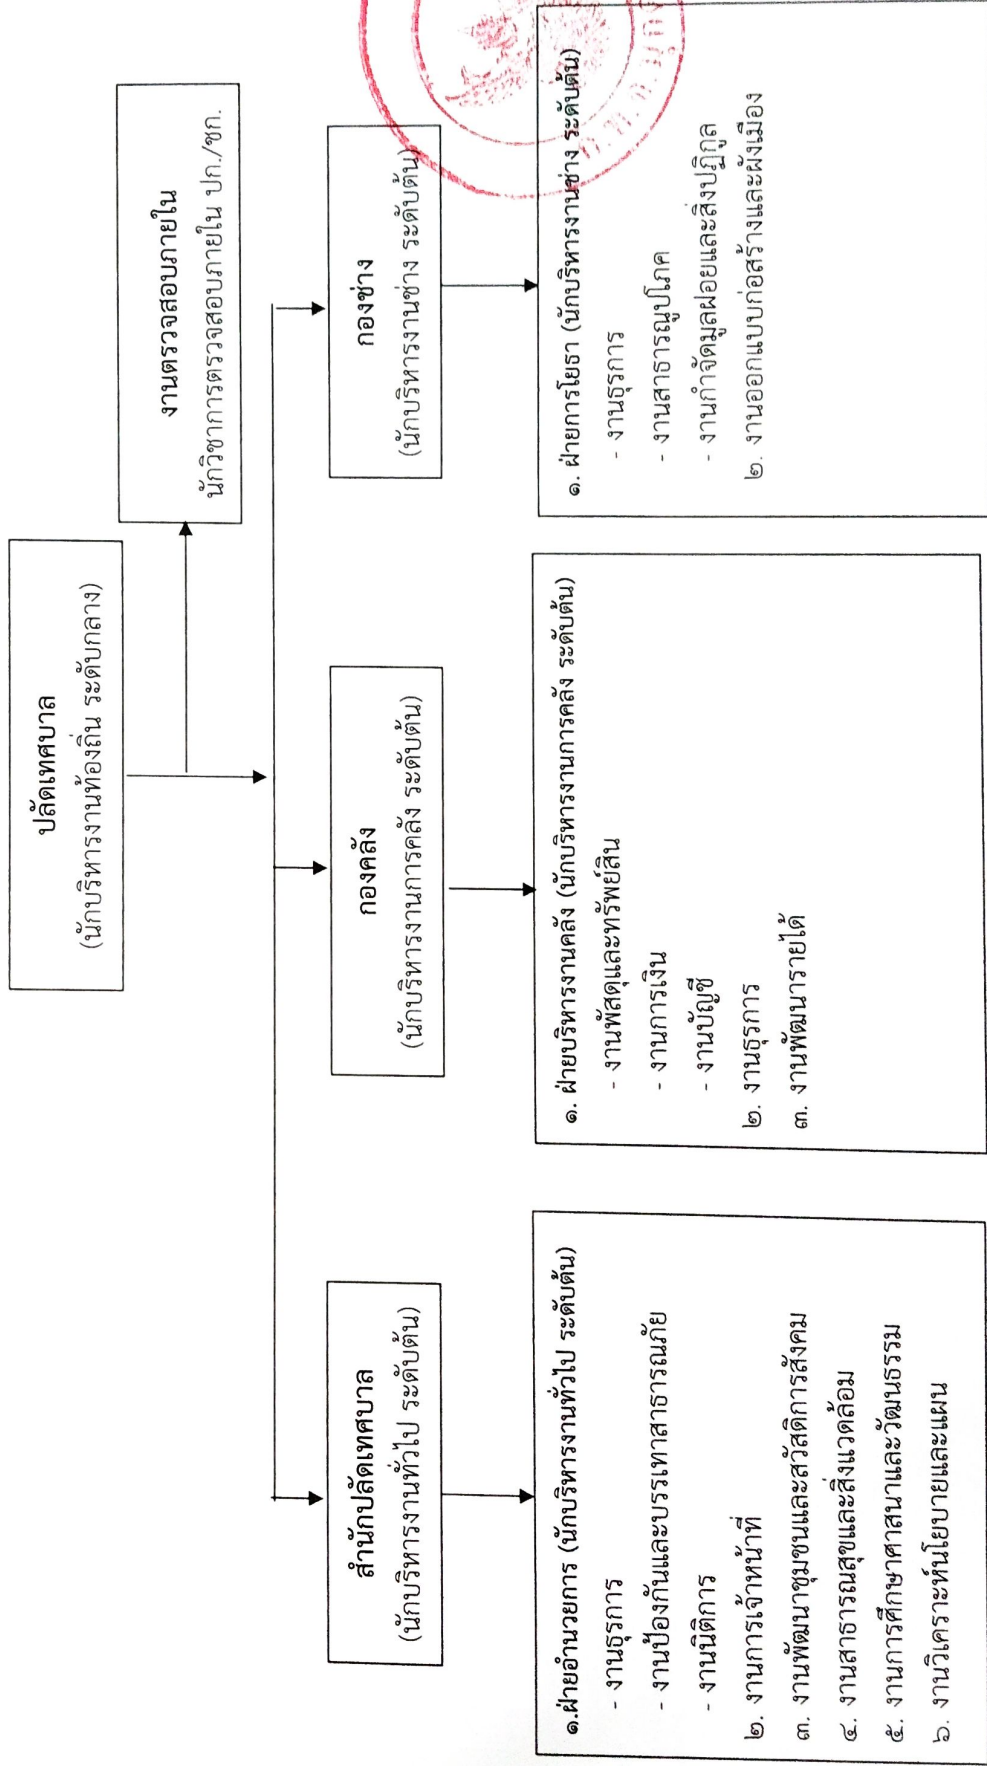 ปลัดเทศบาล
(นักบริหารงานท้องถิ่น ระดับกลาง)
งานตรวจสอบภายใน
นักวิชาการตรวจสอบภายใน ปก./ชก.
สำนักปลัดเทศบาล
(นักบริหารงานทั่วไป ระดับต้น)
กองคลัง
(นักบริหารงานการคลัง ระดับต้น)
กองช่าง
(นักบริหารงานช่าง ระดับต้น)
๑.ฝ่ายอำนวยการ (นักบริหารงานทั่วไป ระดับต้น)
- งานธุรการ
- งานป้องกันและบรรเทาสาธารณภัย
- งานนิติการ
๒. งานการเจ้าหน้าที่
๓. งานพัฒนาชุมชนและสวัสดิการสังคม
๔. งานสาธารณสุขและสิ่งแวดล้อม
๕. งานการศึกษาศาสนาและวัฒนธรรม
๖. งานวิเคราะห์นโยบายและแผน
๑. ฝ่ายบริหารงานคลัง (นักบริหารงานการคลัง ระดับต้น)
- งานพัสดุและทรัพย์สิน
- งานการเงิน
- งานบัญชี
๒. งานธุรการ
๓. งานพัฒนารายได้
๑. ฝ่ายการโยธา (นักบริหารงานช่าง ระดับต้น)
- งานธุรการ
- งานสาธารณูปโภค
- งานกำจัดมูลฝอยและสิ่งปฏิกูล
๒. งานออกแบบก่อสร้างและผังเมือง